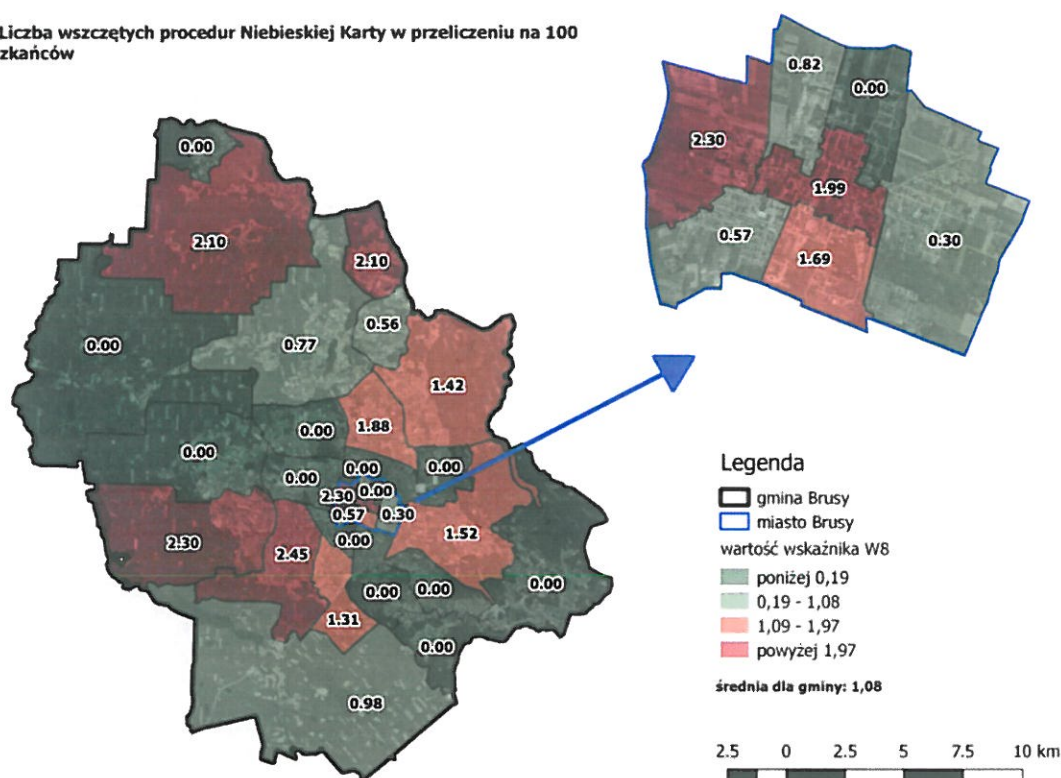 Liczba wszczętych procedur Niebieskiej Karty w przeliczeniu na 100
zkańców
0.82
0.00
2.30
1.99
0.57
0.30
1.69
0.00
2.10
2.10
0.56
0.00
0.77
1.42
1.88
0.00
0.00
0.00
0.00
0.00
2.30
0.00
0.57
0.30
1.52
0.00
2.30
2.45
0.00
0.00
0.00
1.31
0.00
0.98
Legenda
gmina Brusy
miasto Brusy
wartość wskaźnika W8
poniżej 0,19
0,19 - 1,08
1,09 - 1,97
powyżej 1,97
średnia dla gminy: 1,08
2.5 0 2.5 5 7.5 10 km